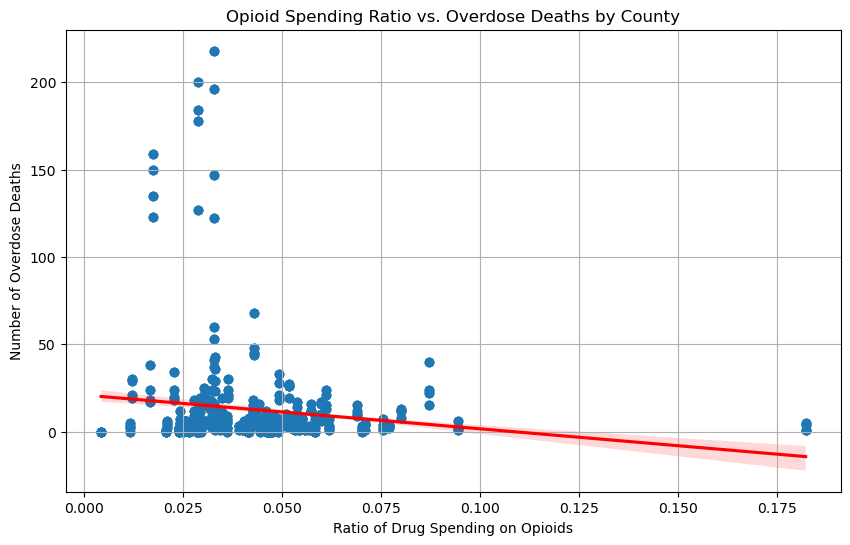 Opioid Spending Ratio vs. Overdose Deaths by County
200
150
100
50
0
Number of Overdose Deaths
0.000 0.025 0.050 0.075 0.100 0.125 0.150 0.175
Ratio of Drug Spending on Opioids